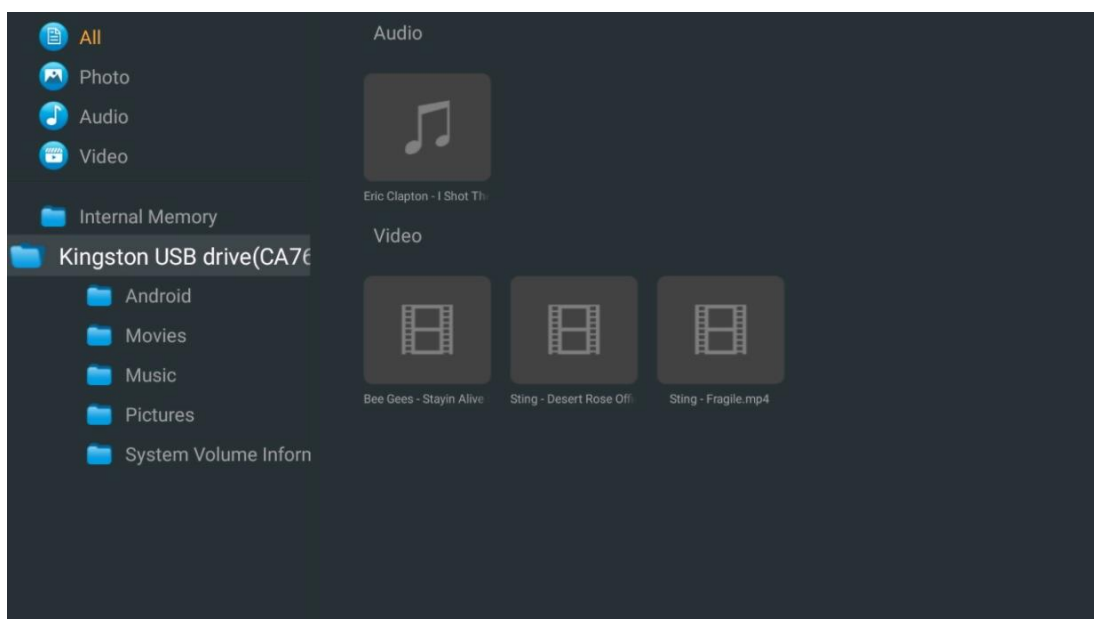 All
Photo
Audio
Video
Internal Memory
Kingston USB drive(CA76
Android
Movies
Music
Pictures
System Volume Inforn
Audio
Eric Clapton - I Shot Th
Video
Bee Gees - Stayin Alive
Sting - Desert Rose Offi
Sting - Fragile.mp4